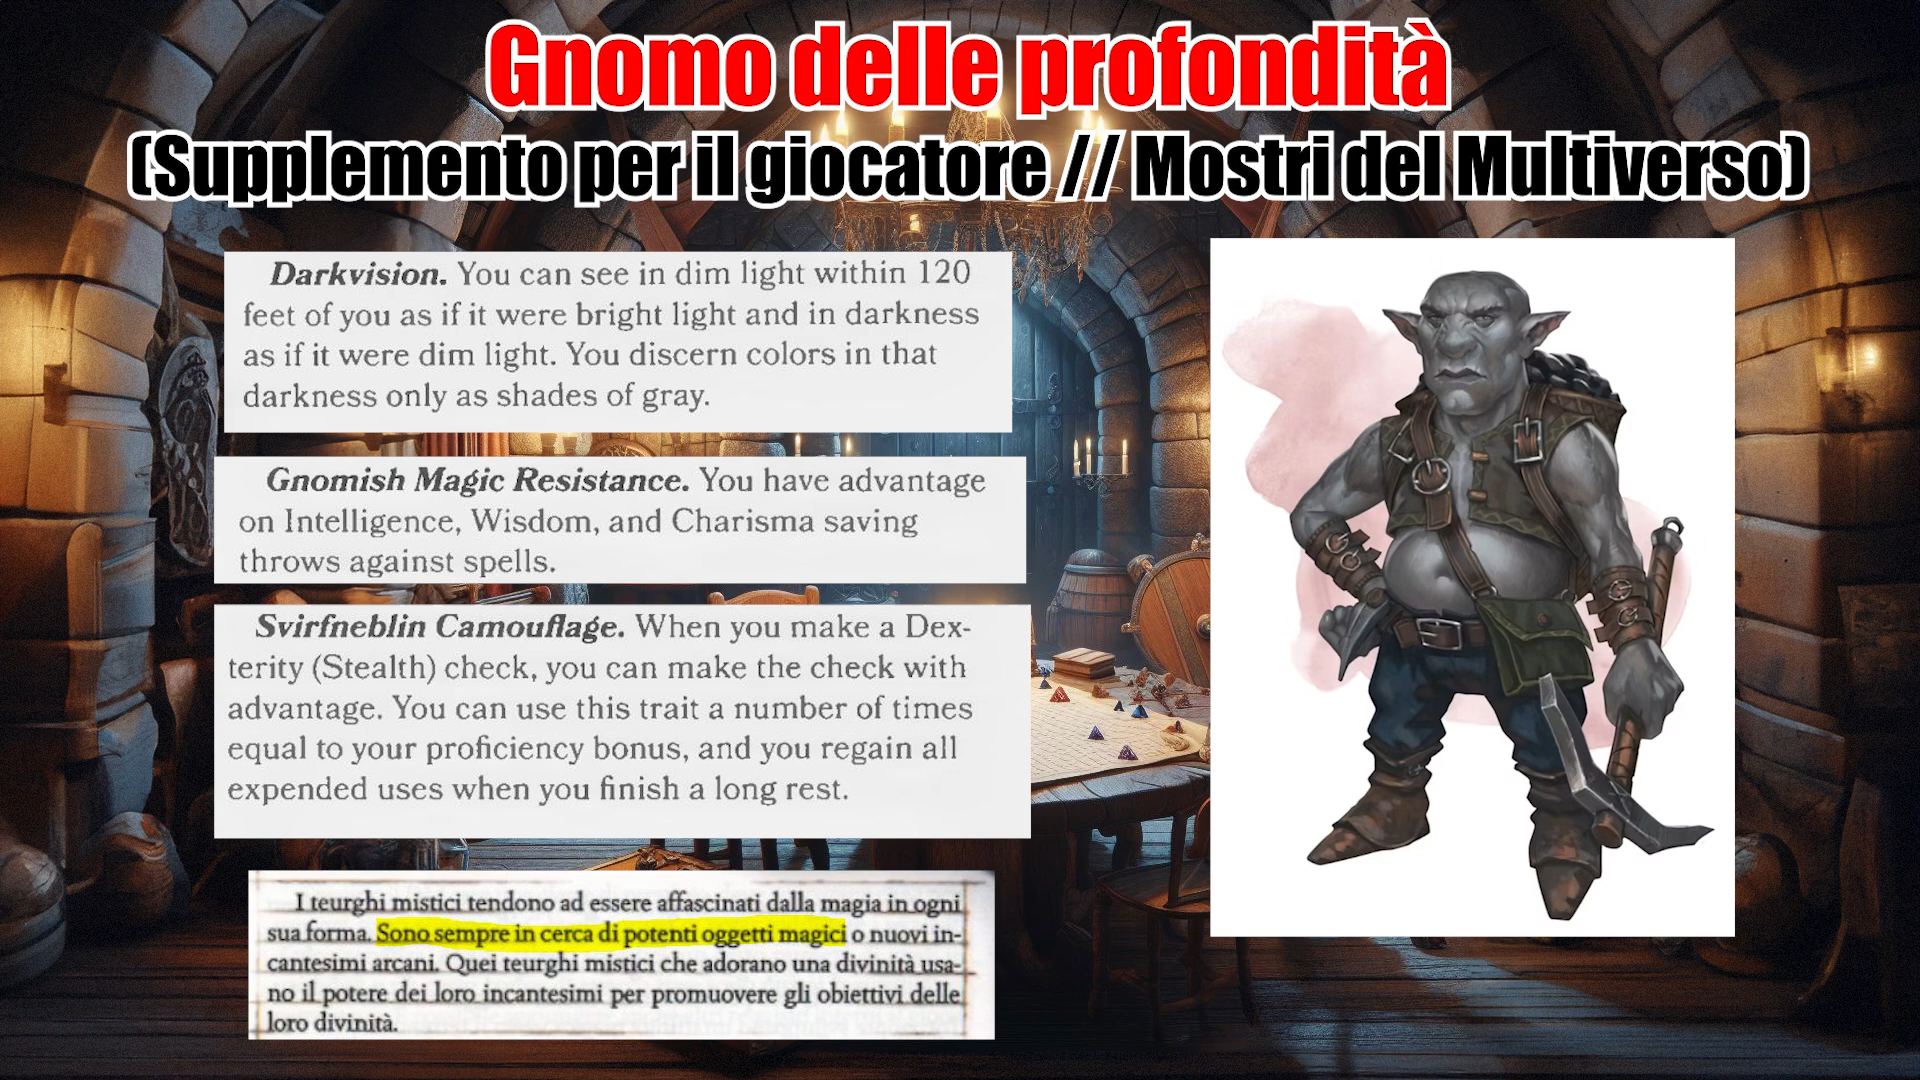 Gnomo delle profondità
(Supplemento per il giocatore // Mostri del Multiverso)
Darkvision. You can see in dim light within 120
feet of you as if it were bright light and in darkness
as if it were dim light. You discern colors in that
darkness only as shades of gray.
Gnomish Magic Resistance. You have advantage
on Intelligence, Wisdom, and Charisma saving
throws against spells.
Svirfneblin Camouflage. When you make a Dex-
terity (Stealth) check, you can make the check with
advantage. You can use this trait a number of times
equal to your proficiency bonus, and you regain all
expended uses when you finish a long rest.
I teurghi mistici tendono ad essere affascinati dalla magia in ogni
sua forma. Sono sempre in cerca di potenti oggetti magici o nuovi in-
cantesimi arcani. Quei teurghi mistici che adorano una divinità usa-
no il potere dei loro incantesimi per promuovere gli obiettivi delle
loro divinità.